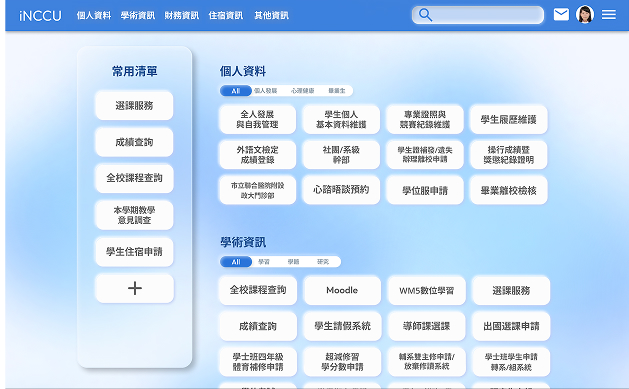 iNCCU 個人資料 學術資訊 財務資訊 住宿資訊 其他資訊
常用清單
選課服務
成績查詢
全校課程查詢
本學期教學
意見調查
學生住宿申請
個人資料
All 個人發展 心理健康 畢業生
全人發展
與自我管理
學生個人
基本資料維護
專業證照與
競賽紀錄維護
學生履歷維護
外語文檢定
成績登錄
社團/系級
幹部
學生證補發/遺失
辦理離校申請
操行成績暨
獎懲紀錄證明
市立聯合醫院附設
政大門診部
心諮晤談預約
學位服申請
畢業離校檢核
學術資訊
All 學習 學籍 研究
全校課程查詢
Moodle
WM5數位學習
選課服務
成績查詢
學生請假系統
導師課選課
出國選課申請
學士班四年級
體育補修申請
超減修習
學分數申請
輔系雙主修申請/
放棄修讀系統
學士班學生申請
轉系/組系統